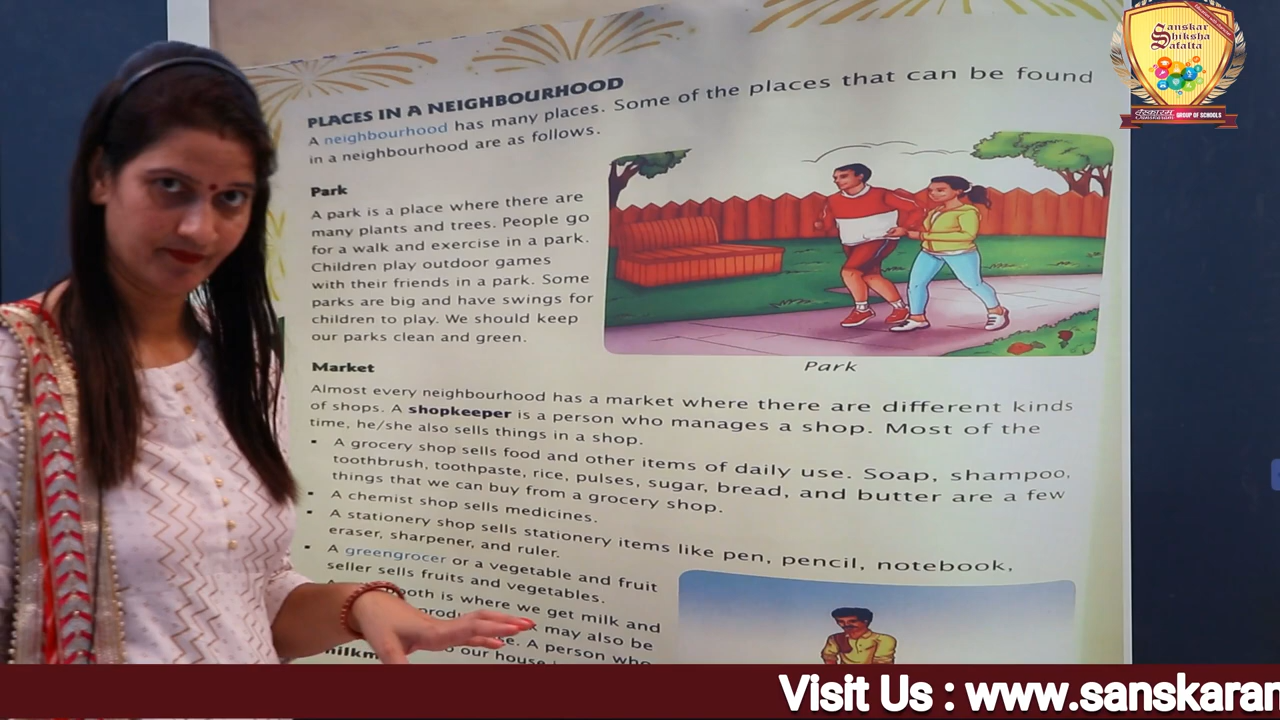 Sanskar
Shiksha
Safalta
संस्कारम्
Sanskaram GROUP OF SCHOOLS
PLACES IN A NEIGHBOURHOOD
A neighbourhood has many places. Some of the places that can be found
in a neighbourhood are as follows.
Park
A park is a place where there are
many plants and trees. People go
for a walk and exercise in a park.
Children play outdoor games
with their friends in a park. Some
parks are big and have swings for
children to play. We should keep
our parks clean and green.
Park
Market
Almost every neighbourhood has a market where there are different kinds
of shops. A shopkeeper is a person who manages a shop. Most of the
time, he/she also sells things in a shop.
▪ A grocery shop sells food and other items of daily use. Soap, shampoo,
toothbrush, toothpaste, rice, pulses, sugar, bread, and butter are a few
things that we can buy from a grocery shop.
▪ A chemist shop sells medicines.
▪ A stationery shop sells stationery items like pen, pencil, notebook,
eraser, sharpener, and ruler.
▪ A greengrocer or a vegetable and fruit
seller sells fruits and vegetables.
is where we get milk and
may also be
A person who
our house
Visit Us : www.sanskaran